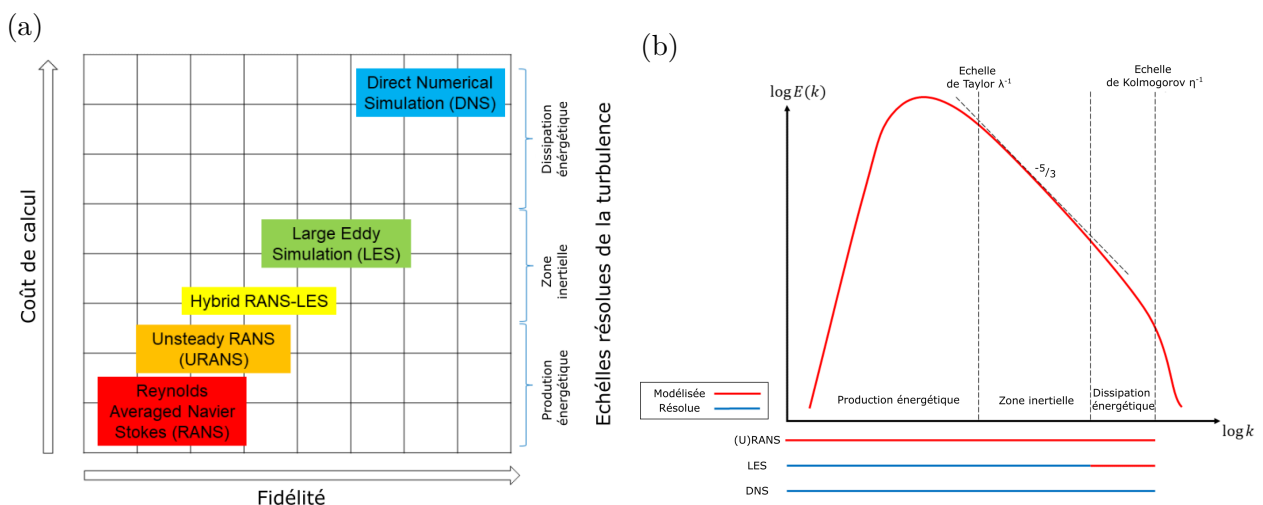 (a)
Coût de calcul
Direct Numerical
Simulation (DNS)
Large Eddy
Simulation (LES)
Hybrid RANS-LES
Unsteady RANS
(URANS)
Reynolds
Averaged Navier
Stokes (RANS)
Fidélité
Dissipation
énérgétique
Zone
inertielle
Prodution
énergétique
Echélles résolues de la turbulence
(b)
log E(k)
Echelle
de Taylor λ⁻¹
Echelle
de Kolmogorov η⁻¹
-5/3
Modélisée
Résolue
Production énergétique
Zone inertielle
Dissipation
énergétique
log k
(U)RANS
LES
DNS